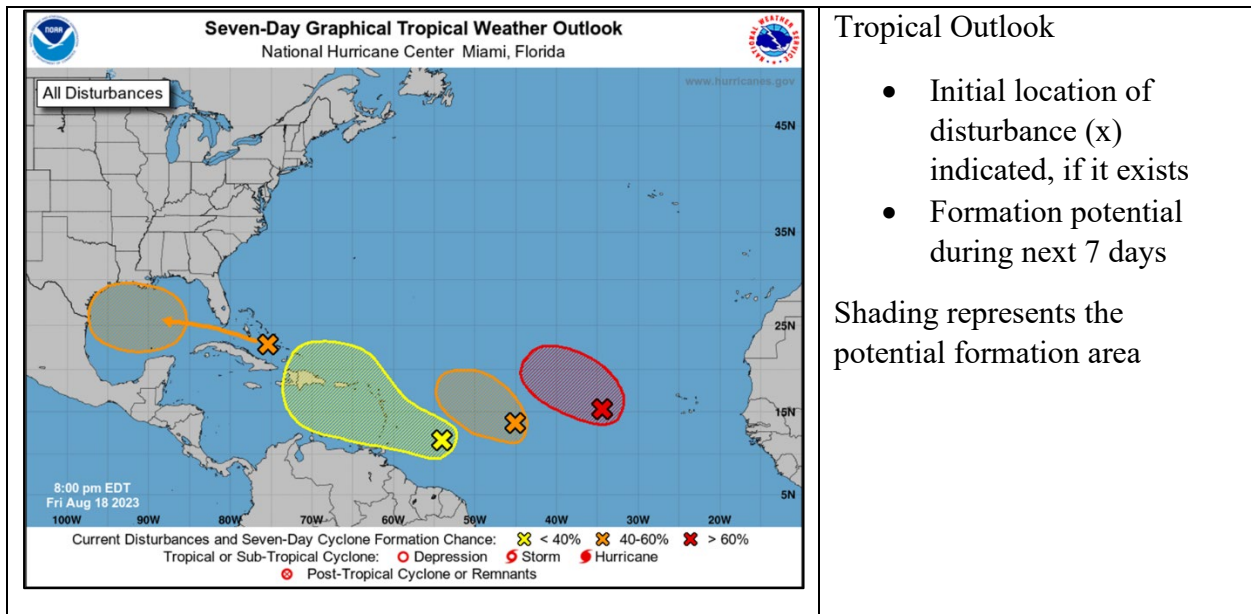 NOAA
Seven-Day Graphical Tropical Weather Outlook
National Hurricane Center Miami, Florida
NATIONAL WEATHER SERVICE
www.hurricanes.gov
All Disturbances
45N
35N
25N
15N
5N
8:00 pm EDT
Fri Aug 18 2023
100W 90W 80W 70W 60W 50W 40W 30W 20W
Current Disturbances and Seven-Day Cyclone Formation Chance: < 40% 40-60% > 60%
Tropical or Sub-Tropical Cyclone: Depression Storm Hurricane
Post-Tropical Cyclone or Remnants
Tropical Outlook
• Initial location of
disturbance (x)
indicated, if it exists
• Formation potential
during next 7 days
Shading represents the
potential formation area